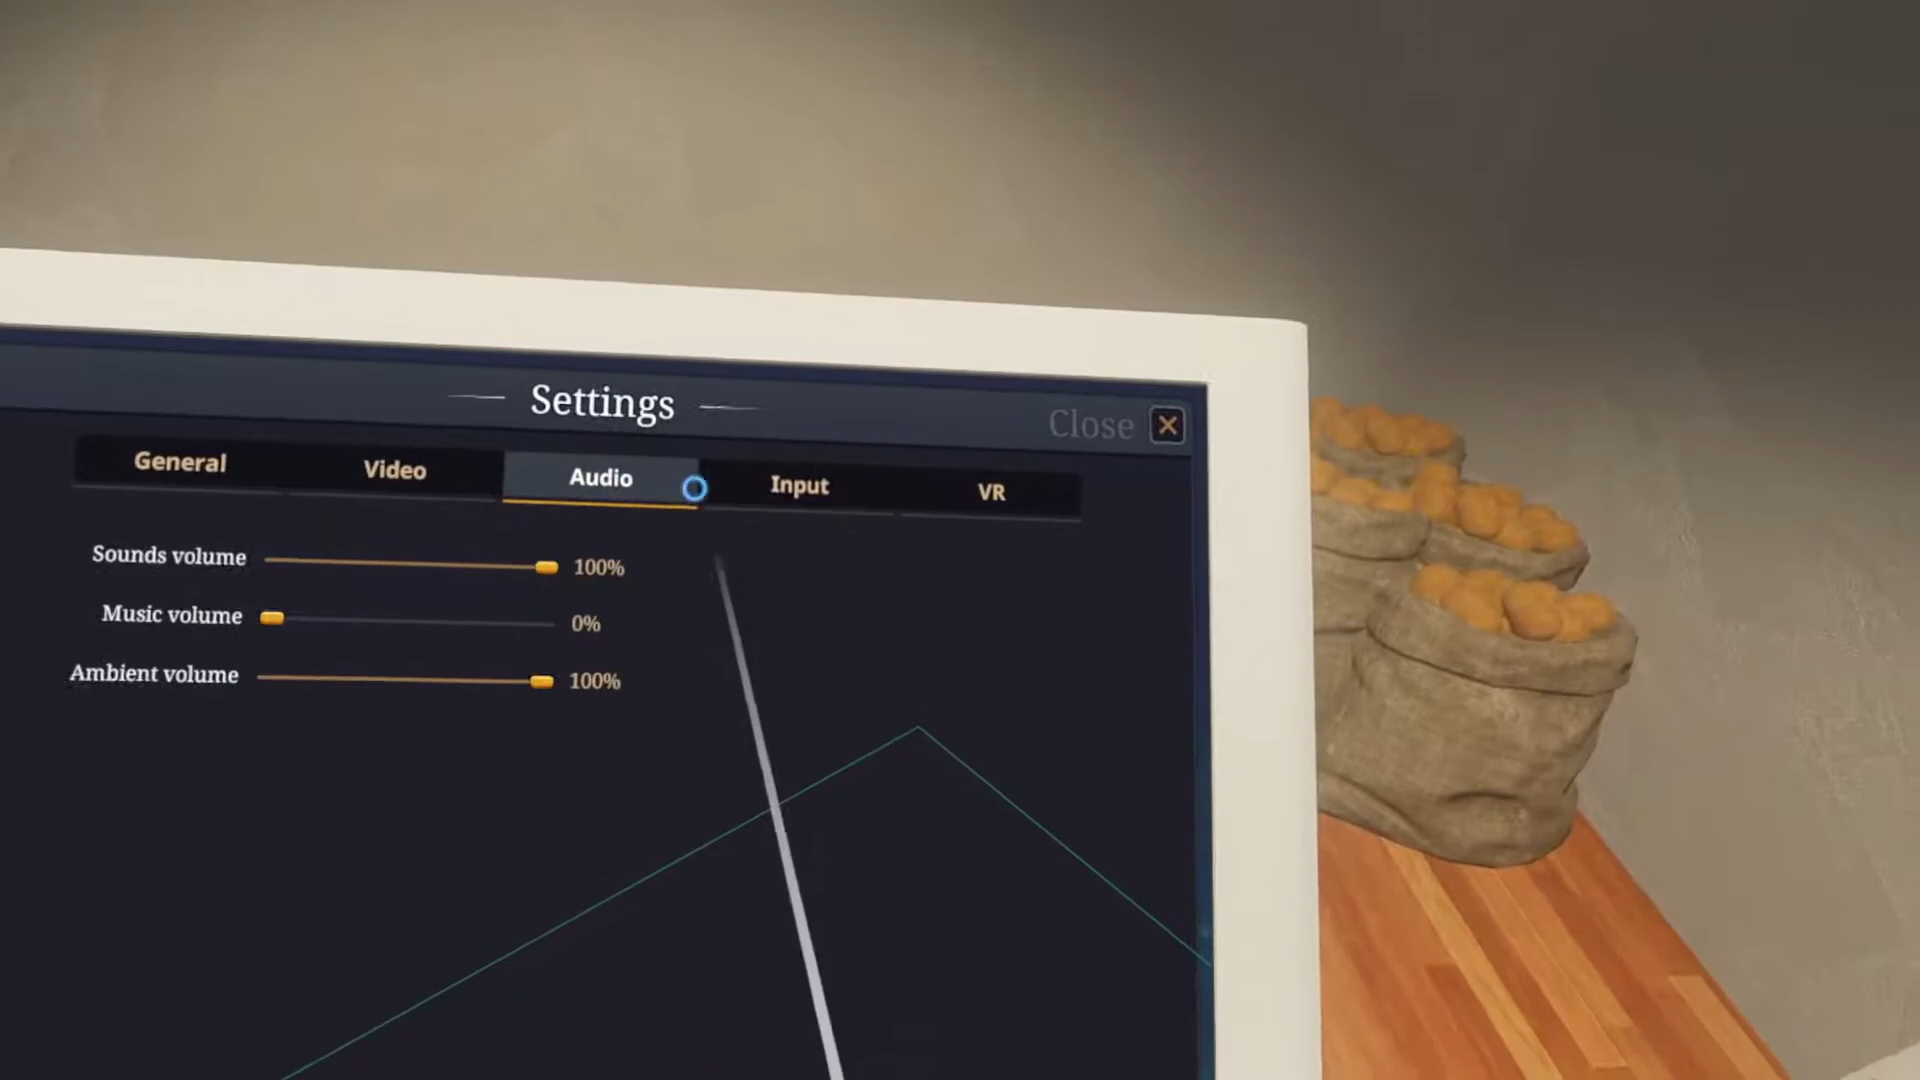 Settings
Close
General Video Audio Input VR
Sounds volume 100%
Music volume 0%
Ambient volume 100%